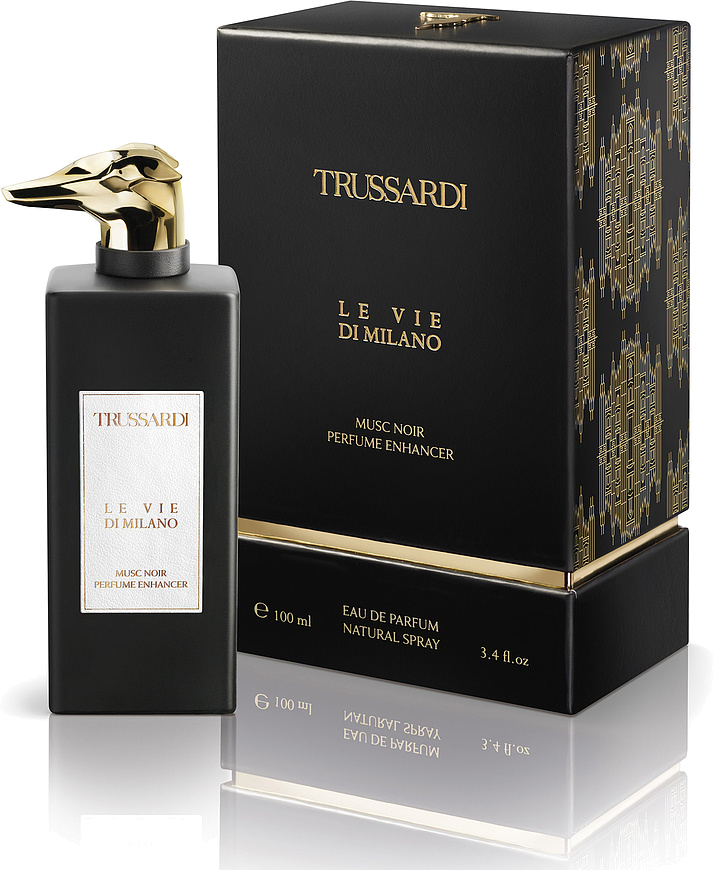 TRUSSARDI
LE VIE
DI MILANO
MUSC NOIR
PERFUME ENHANCER
℮ 100 ml
EAU DE PARFUM
NATURAL SPRAY
3.4 fl.oz
TRUSSARDI
LE VIE
DI MILANO
MUSC NOIR
PERFUME ENHANCER